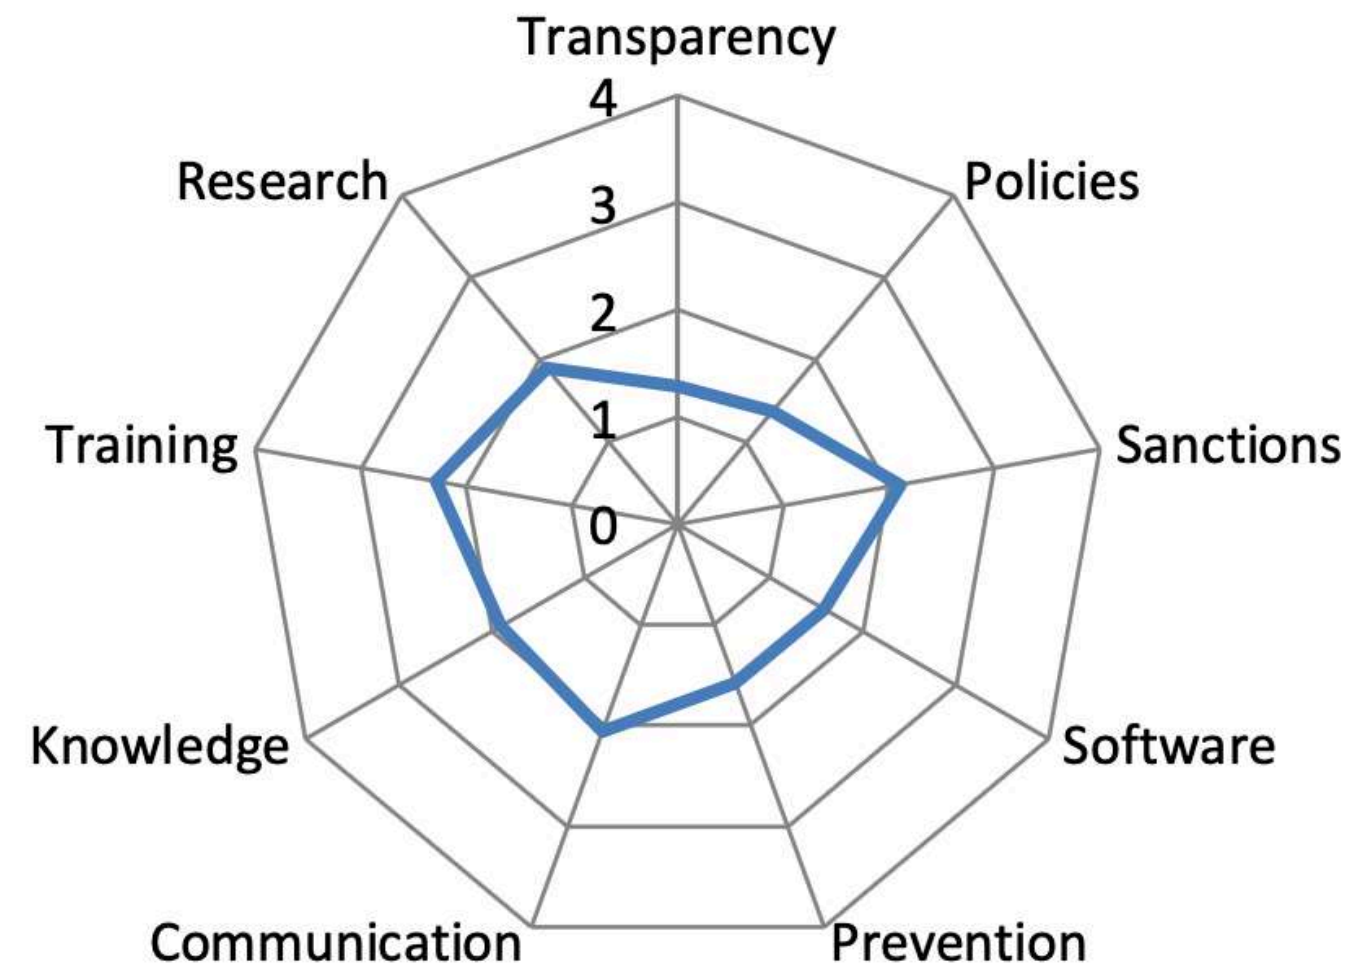 Transparency
4
Research
Policies
3
2
1
Training
Sanctions
0
Knowledge
Software
Communication
Prevention